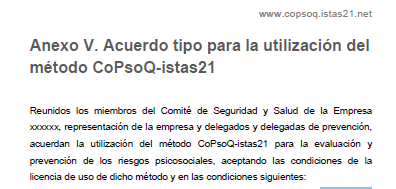 www.copsoq.istas21.net
Anexo V. Acuerdo tipo para la utilización del
método CoPsoQ-istas21
Reunidos los miembros del Comité de Seguridad y Salud de la Empresa
xxxxxx, representación de la empresa y delegados y delegadas de prevención,
acuerdan la utilización del método CoPsoQ-istas21 para la evaluación y
prevención de los riesgos psicosociales, aceptando las condiciones de la
licencia de uso de dicho método y en las condiciones siguientes: